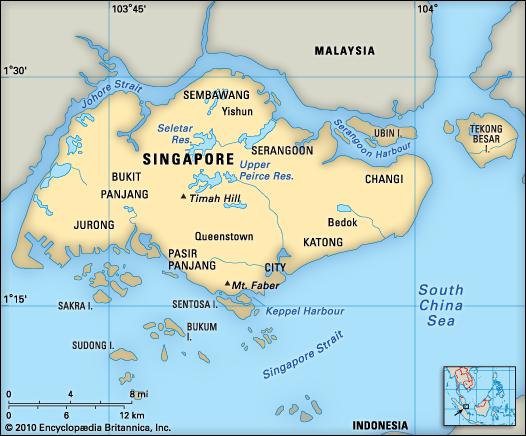 103°45'
104°
MALAYSIA
1°30'
Johore Strait
SEMBAWANG
Yishun
Seletar
Res.
Serangoon
Harbour
UBIN I.
TEKONG
BESAR
I.
SINGAPORE
SERANGOON
Upper
Peirce Res.
CHANGI
BUKIT
PANJANG
Timah Hill
JURONG
Queenstown
Bedok
KATONG
PASIR
PANJANG
CITY
Mt. Faber
South
China
Sea
1°15'
SAKRA I.
SENTOSA I.
Keppel Harbour
BUKUM
I.
SUDONG I.
Singapore Strait
0 4 8 mi
0 6 12 km
© 2010 Encyclopædia Britannica, Inc.
INDONESIA